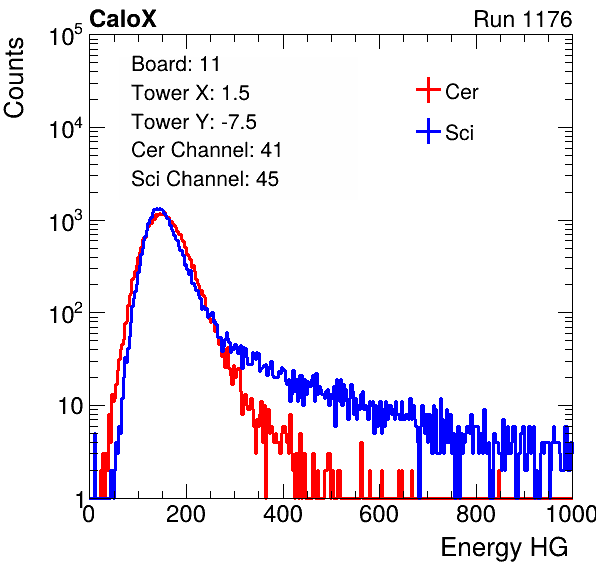 CaloX
Run 1176
Counts
Board: 11
Tower X: 1.5
Tower Y: -7.5
Cer Channel: 41
Sci Channel: 45
Cer
Sci
10^5
10^4
10^3
10^2
10
1
0 200 400 600 800 1000
Energy HG